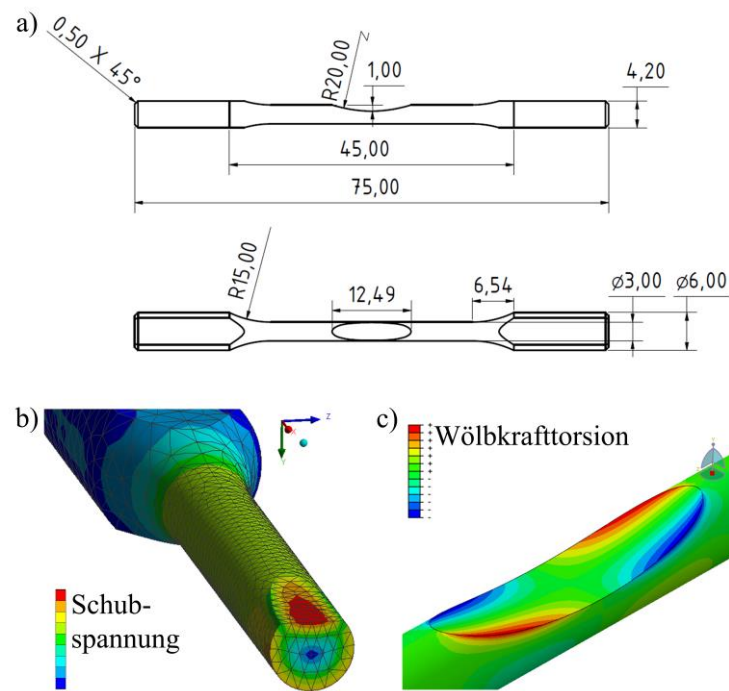 a)
0,50 X 45°
R20,00
1,00
4,20
45,00
75,00
R15,00
12,49
6,54
ø3,00
ø6,00
b)
Z
X
Y
Schub-
spannung
c)
Wölbkrafttorsion